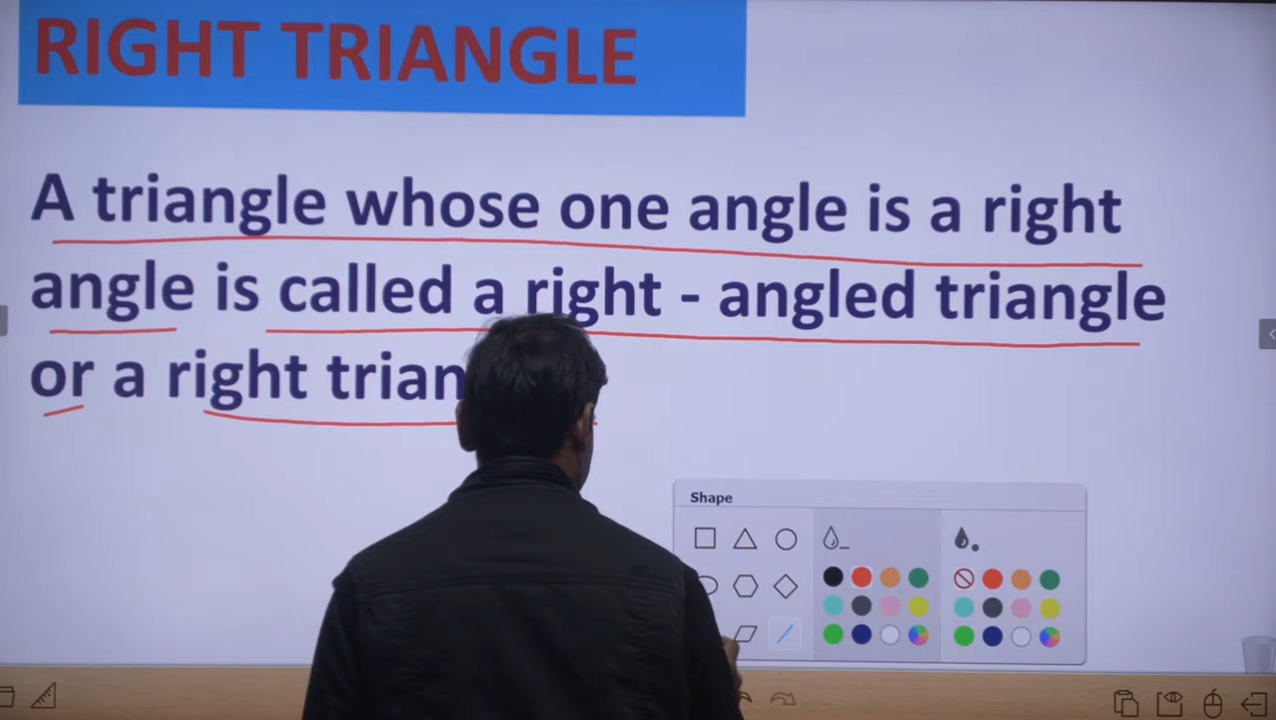 RIGHT TRIANGLE
A triangle whose one angle is a right
angle is called a right - angled triangle
or a right trian
Shape